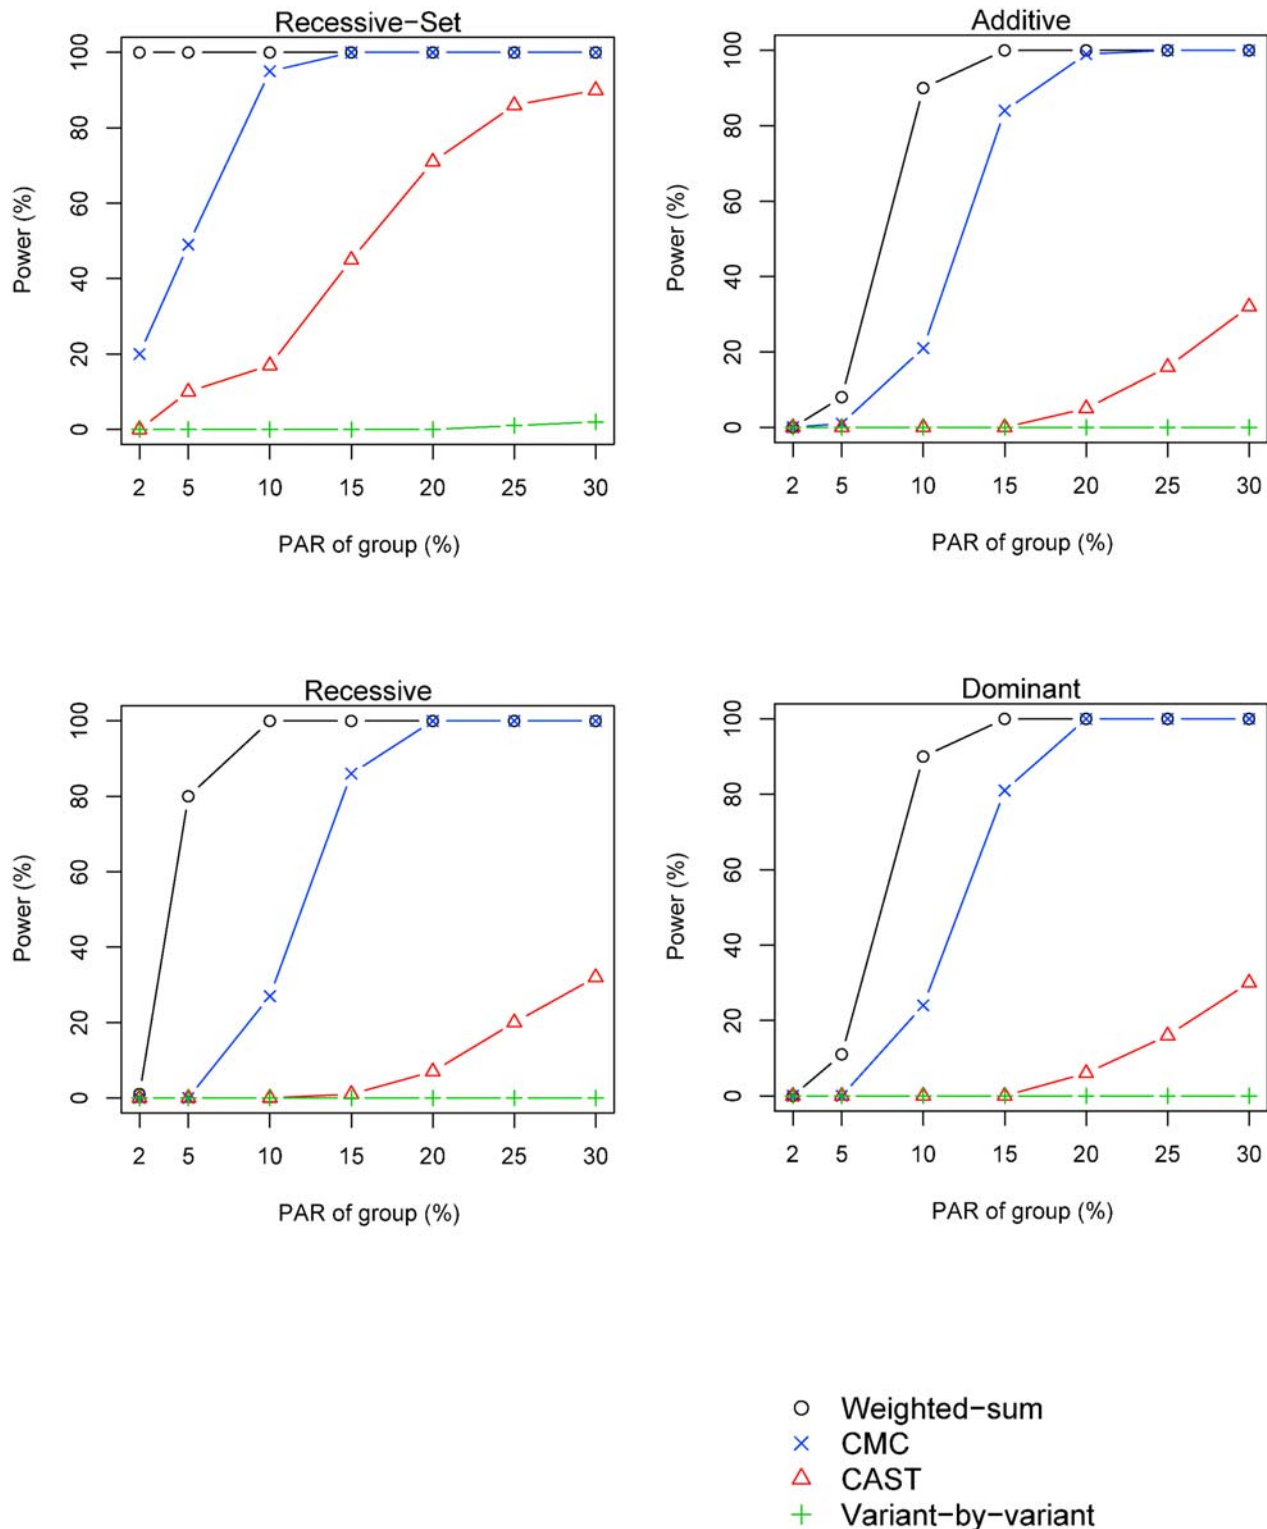 Recessive-Set
Power (%)
100
80
60
40
20
0
2 5 10 15 20 25 30
PAR of group (%)
Additive
Power (%)
100
80
60
40
20
0
2 5 10 15 20 25 30
PAR of group (%)
Recessive
Power (%)
100
80
60
40
20
0
2 5 10 15 20 25 30
PAR of group (%)
Dominant
Power (%)
100
80
60
40
20
0
2 5 10 15 20 25 30
PAR of group (%)
Weighted-sum
CMC
CAST
Variant-by-variant